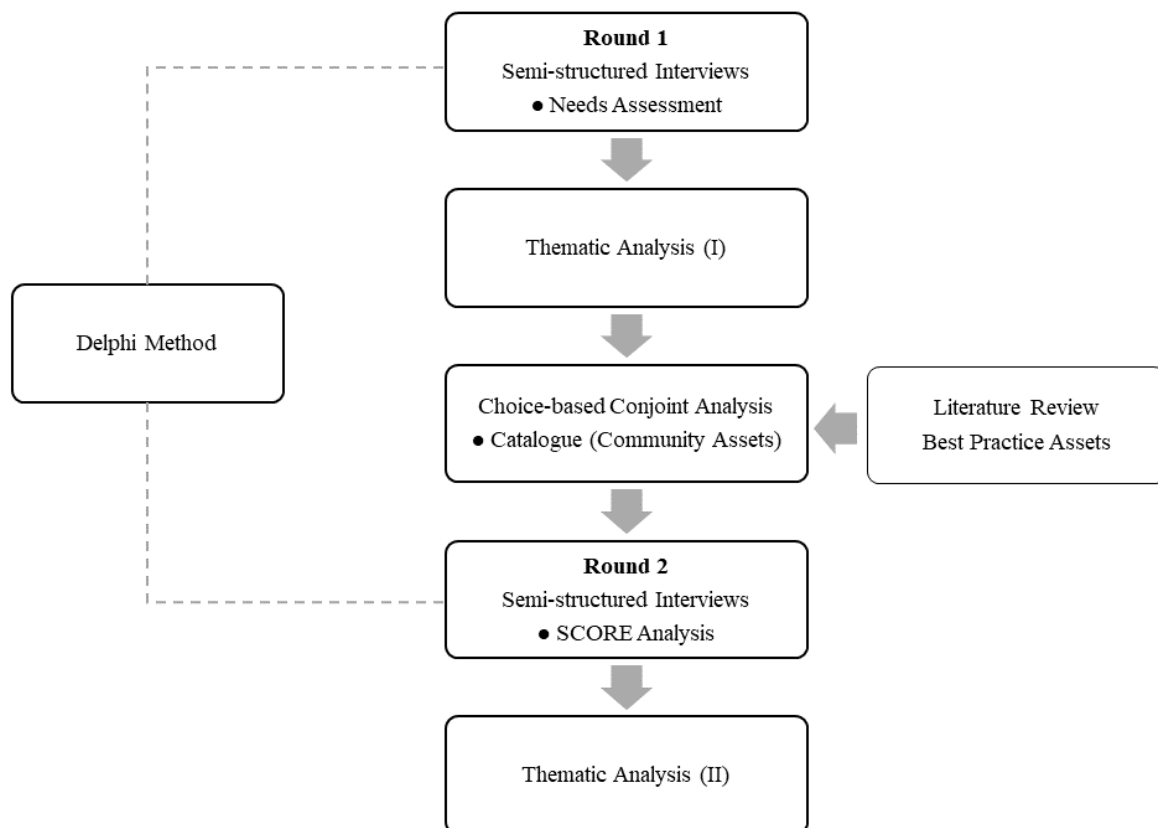 Round 1
Semi-structured Interviews
● Needs Assessment
Thematic Analysis (I)
Delphi Method
Choice-based Conjoint Analysis
● Catalogue (Community Assets)
Literature Review
Best Practice Assets
Round 2
Semi-structured Interviews
● SCORE Analysis
Thematic Analysis (II)